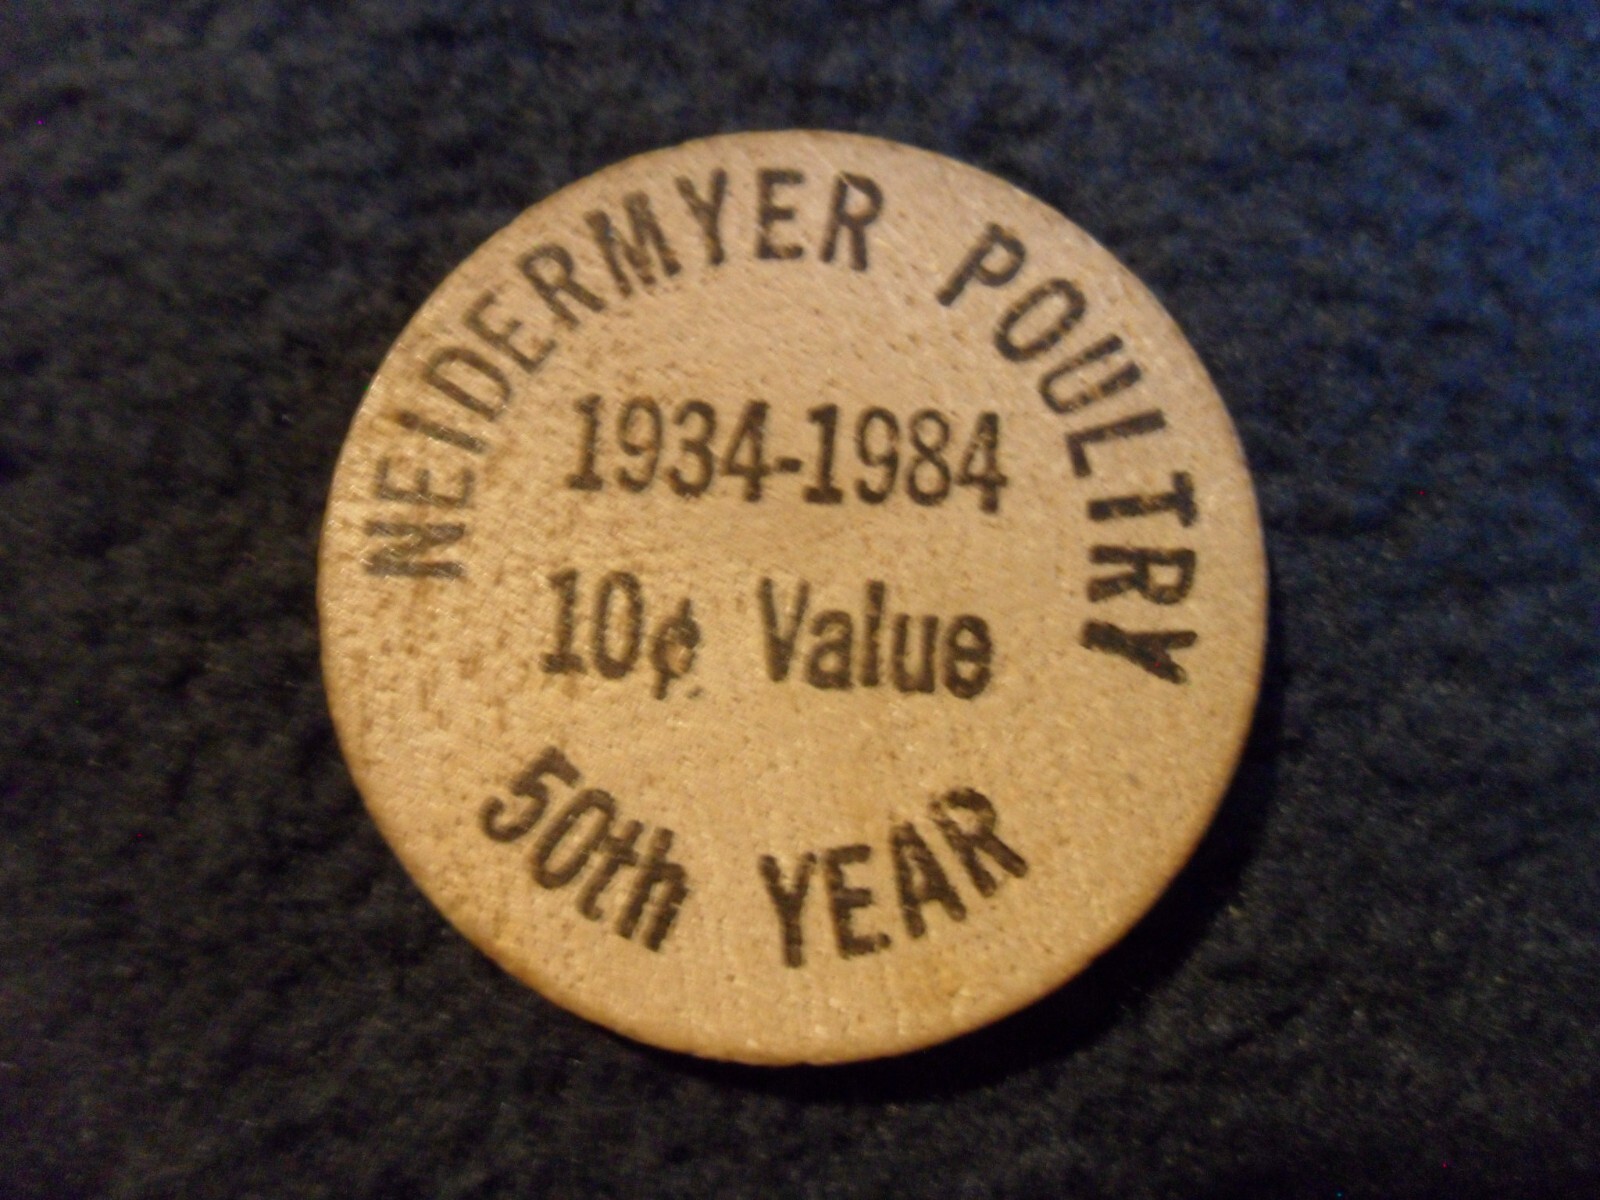 NEIDERMYER POULTRY
1934-1984
10¢ Value
50th YEAR